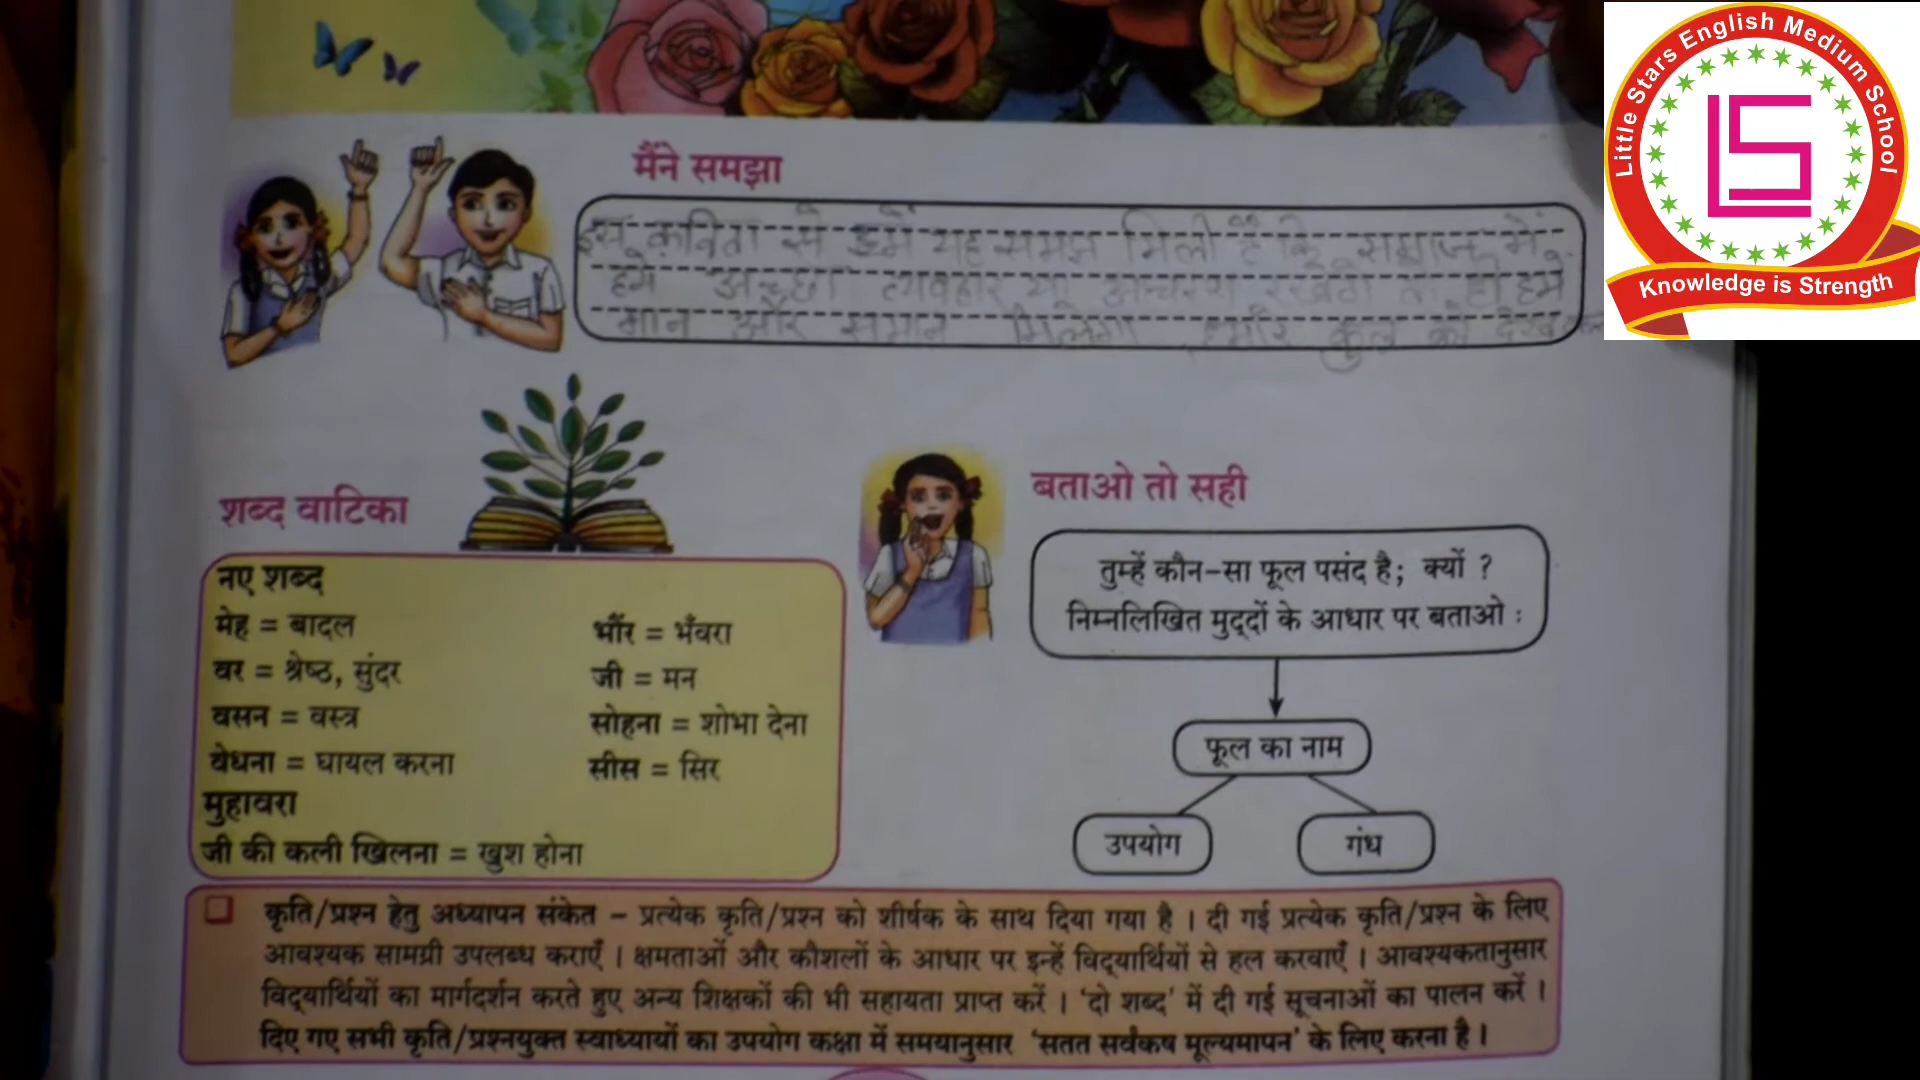 Little Stars English Medium School
LS
Knowledge is Strength
मैंने समझा
इस कविता से हमें यह समझ मिली है कि समाज में
हमे अच्छा व्यवहार या हमे
मान और समान मिलेगा कुल को देख
शब्द वाटिका
नए शब्द
मेह = बादल
भौंर = भँवरा
वर = श्रेष्ठ, सुंदर
जी = मन
वसन = वस्त्र
सोहना = शोभा देना
वेधना = घायल करना
सीस = सिर
मुहावरा
जी की कली खिलना = खुश होना
बताओ तो सही
तुम्हें कौन-सा फूल पसंद है; क्यों ?
निम्नलिखित मुद्‌दों के आधार पर बताओ :
फूल का नाम
उपयोग
गंध
कृति/प्रश्न हेतु अध्यापन संकेत - प्रत्येक कृति/प्रश्न को शीर्षक के साथ दिया गया है । दी गई प्रत्येक कृति/प्रश्न के लिए
आवश्यक सामग्री उपलब्ध कराएँ । क्षमताओं और कौशलों के आधार पर इन्हें विद्‌यार्थियों से हल करवाएँ । आवश्यकतानुसार
विद्‌यार्थियों का मार्गदर्शन करते हुए अन्य शिक्षकों की भी सहायता प्राप्त करें । ‘दो शब्द’ में दी गई सूचनाओं का पालन करें ।
दिए गए सभी कृति/प्रश्नयुक्त स्वाध्यायों का उपयोग कक्षा में समयानुसार ‘सतत सर्वंकष मूल्यमापन’ के लिए करना है ।